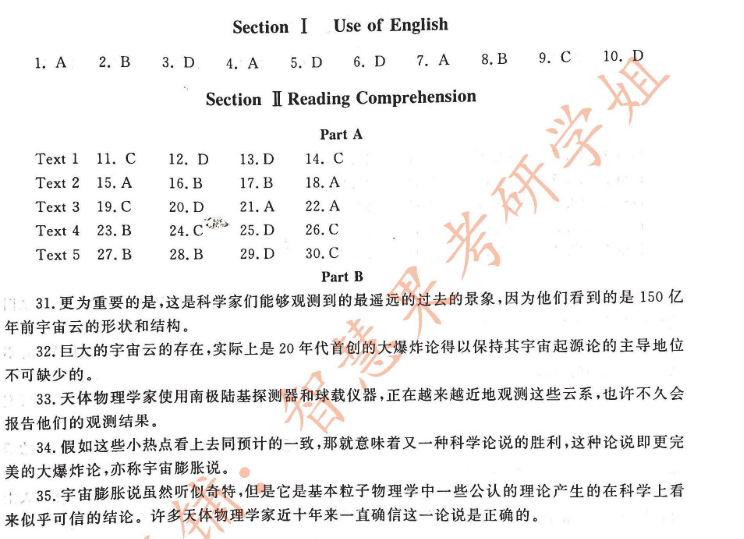 Section Ⅰ Use of English
1. A 2. B 3. D 4. A 5. D 6. D 7. A 8. B 9. C 10. D
Section Ⅱ Reading Comprehension
Part A
Text 1 11. C 12. D 13. D 14. C
Text 2 15. A 16. B 17. B 18. A
Text 3 19. C 20. D 21. A 22. A
Text 4 23. B 24. C 25. D 26. C
Text 5 27. B 28. B 29. D 30. C
Part B
31. 更为重要的是,这是科学家们能够观测到的最遥远的过去的景象,因为他们看到的是 150 亿
年前宇宙云的形状和结构。
32. 巨大的宇宙云的存在,实际上是 20 年代首创的大爆炸论得以保持其宇宙起源论的主导地位
不可缺少的。
33. 天体物理学家使用南极陆基探测器和球载仪器,正在越来越近地观测这些云系,也许不久会
报告他们的观测结果。
34. 假如这些小热点看上去同预计的一致,那就意味着又一种科学论说的胜利,这种论说即更完
美的大爆炸论,亦称宇宙膨胀说。
35. 宇宙膨胀说虽然听似奇特,但是它是基本粒子物理学中一些公认的理论产生的在科学上看
来似乎可信的结论。许多天体物理学家近十年来一直确信这一论说是正确的。
铺:智慧果考研学姐